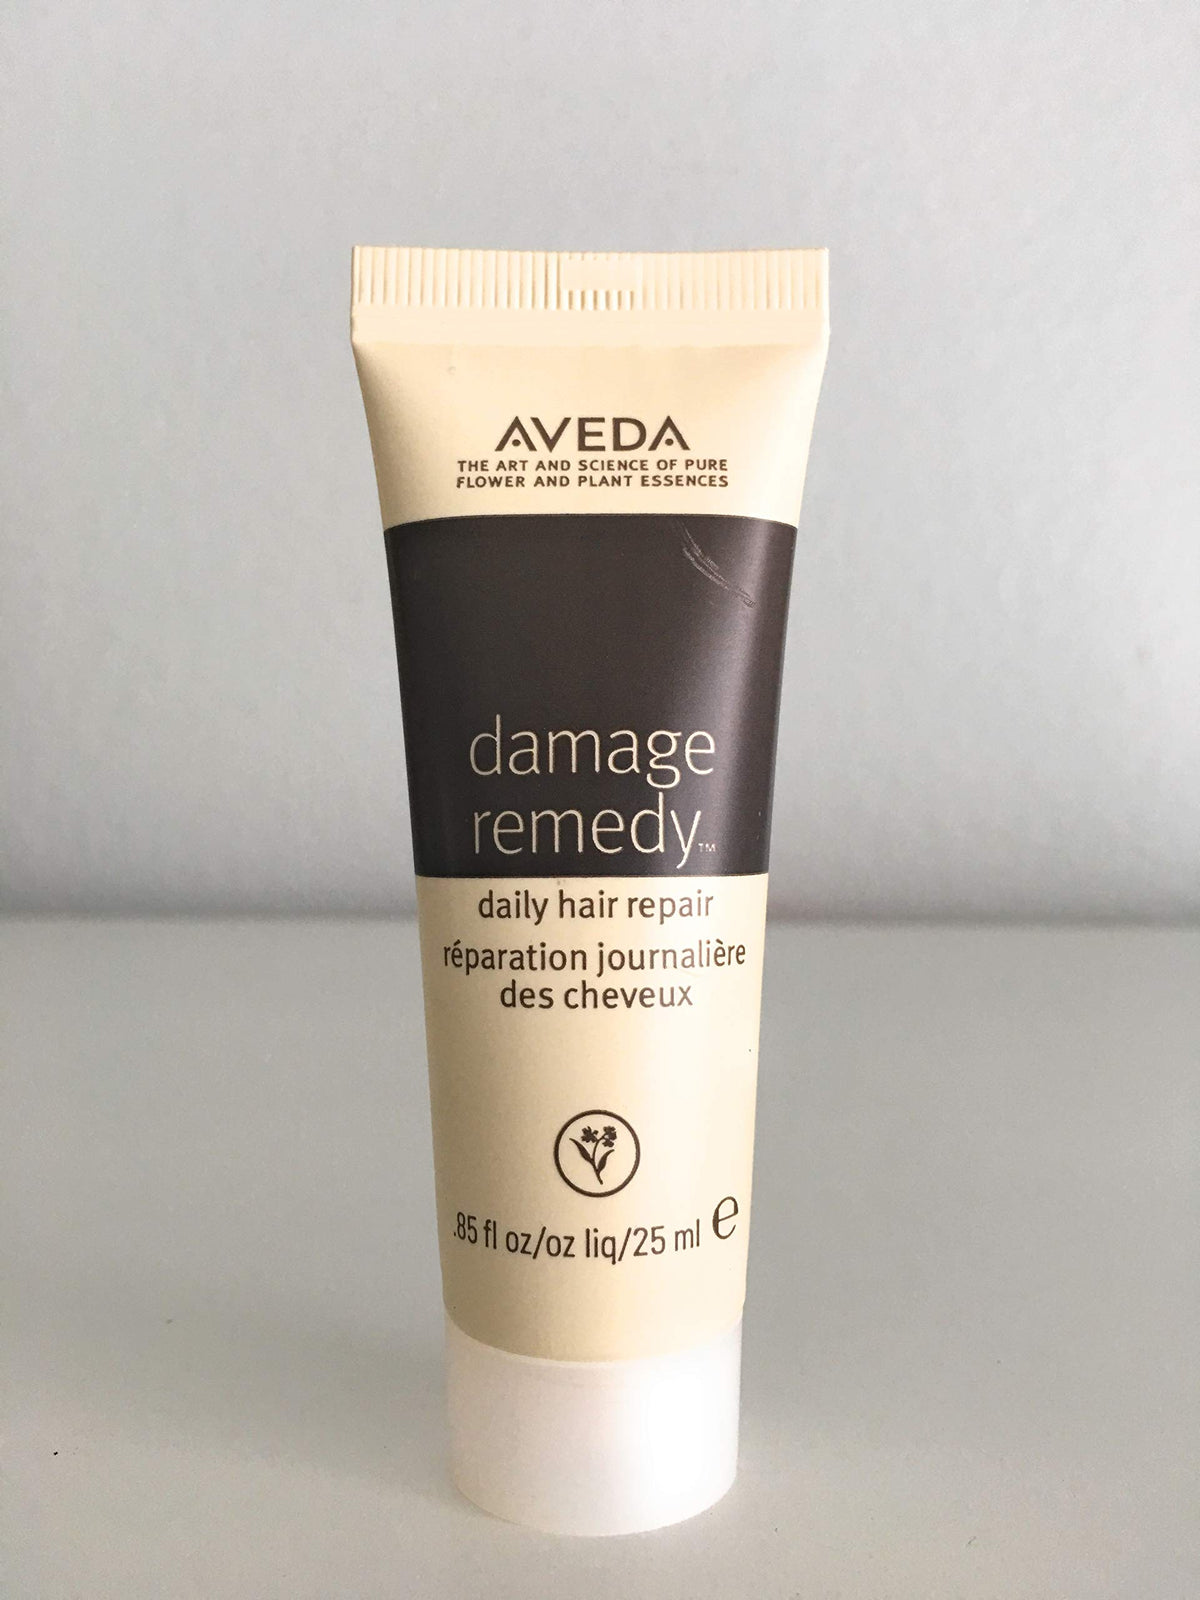 AVEDA
THE ART AND SCIENCE OF PURE
FLOWER AND PLANT ESSENCES
damage
remedy™
daily hair repair
réparation journalière
des cheveux
.85 fl oz/oz liq/25 ml e